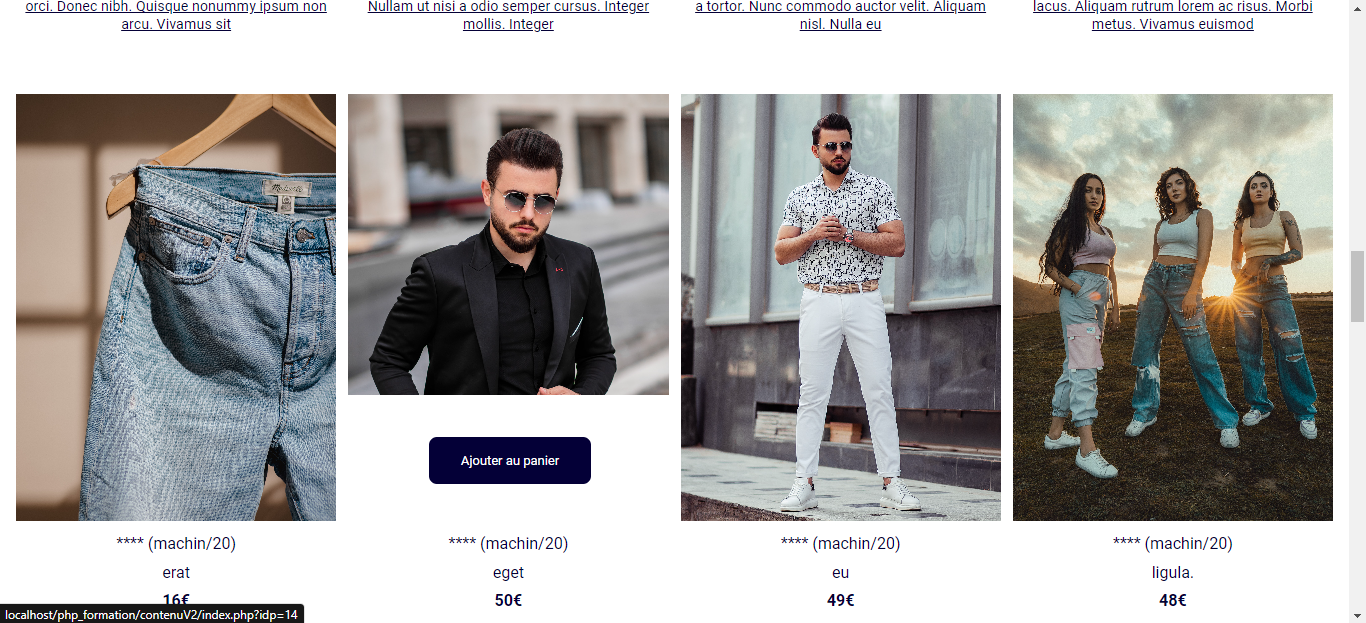 orci. Donec nibh. Quisque nonummy ipsum non
arcu. Vivamus sit
Nullam ut nisi a odio semper cursus. Integer
mollis. Integer
a tortor. Nunc commodo auctor velit. Aliquam
nisl. Nulla eu
lacus. Aliquam rutrum lorem ac risus. Morbi
metus. Vivamus euismod
Ajouter au panier
**** (machin/20)
erat
16€
**** (machin/20)
eget
50€
**** (machin/20)
eu
49€
**** (machin/20)
ligula.
48€
localhost/php_formation/contenuV2/index.php?idp=14